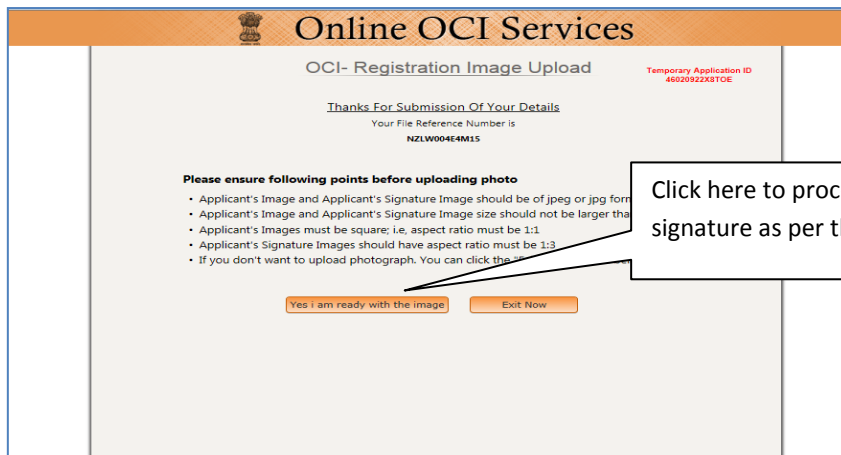 Online OCI Services
OCI- Registration Image Upload
Temporary Application ID
46020922X8TOE
Thanks For Submission Of Your Details
Your File Reference Number is
NZLW004E4M15
Please ensure following points before uploading photo
• Applicant's Image and Applicant's Signature Image should be of jpeg or jpg
• Applicant's Image and Applicant's Signature Image size should not be larger
• Applicant's Images must be square; i.e, aspect ratio must be 1:1
• Applicant's Signature Images should have aspect ratio must be 1:3
• If you don't want to upload photograph. You can click the
Click here to
signature as per
Yes i am ready with the image
Exit Now